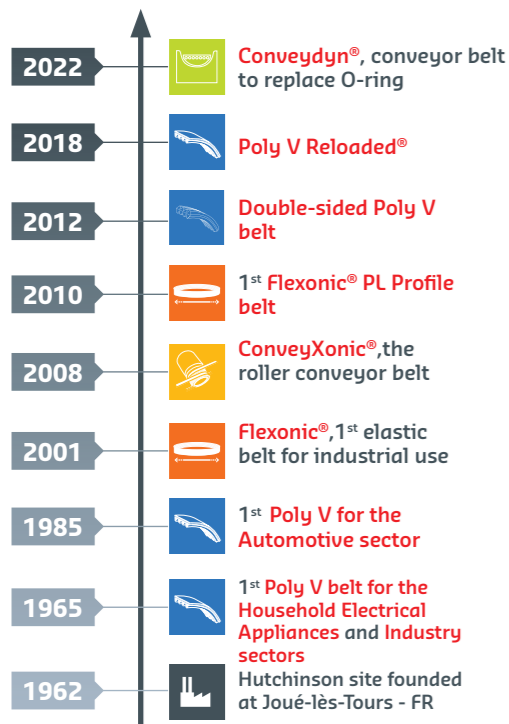 2022
Conveydyn®, conveyor belt
to replace O-ring
2018
Poly V Reloaded®
2012
Double-sided Poly V
belt
2010
1st Flexonic® PL Profile
belt
2008
ConveyXonic®,the
roller conveyor belt
2001
Flexonic®,1st elastic
belt for industrial use
1985
1st Poly V for the
Automotive sector
1965
1st Poly V belt for the
Household Electrical
Appliances and Industry
sectors
1962
Hutchinson site founded
at Joué-lès-Tours - FR